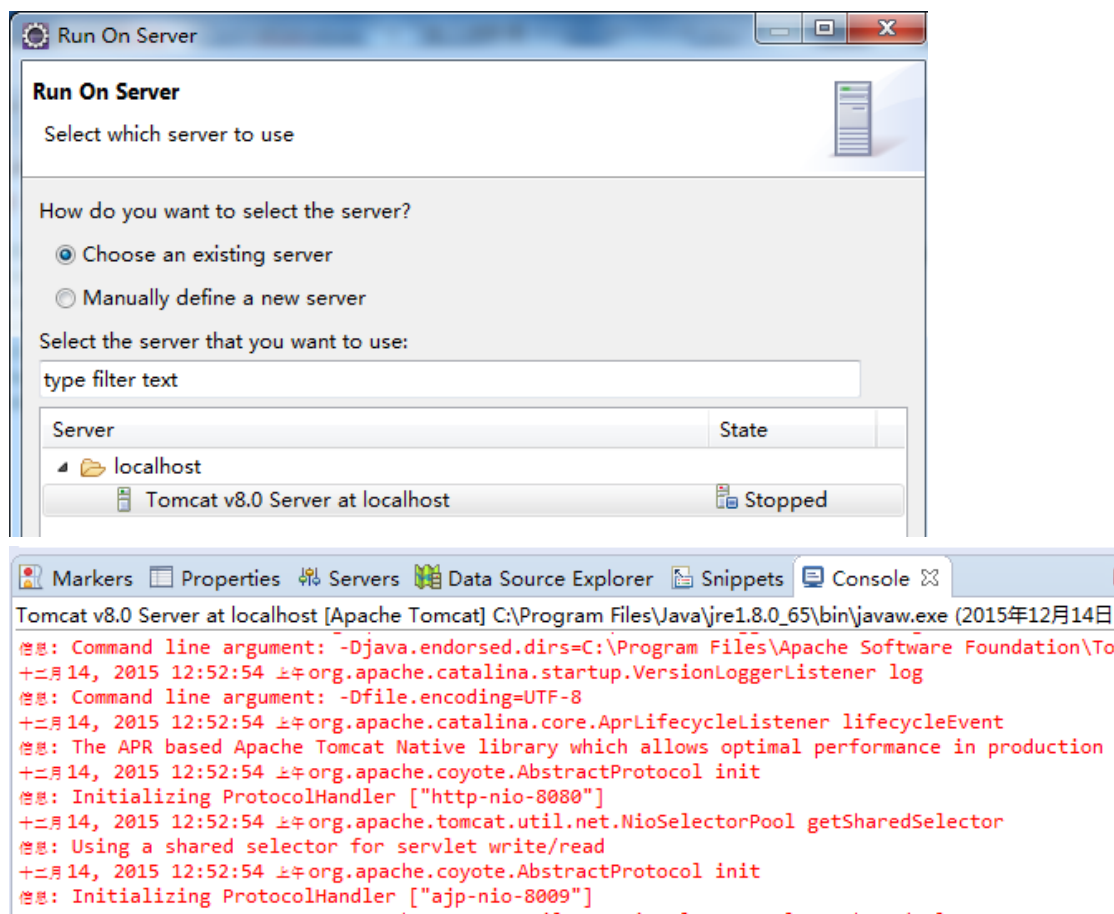 Run On Server
Run On Server
Select which server to use
How do you want to select the server?
Choose an existing server
Manually define a new server
Select the server that you want to use:
type filter text
Server State
localhost
Tomcat v8.0 Server at localhost Stopped
Markers Properties Servers Data Source Explorer Snippets Console
Tomcat v8.0 Server at localhost [Apache Tomcat] C:\Program Files\Java\jre1.8.0_65\bin\javaw.exe (2015年12月14日
信息: Command line argument: -Djava.endorsed.dirs=C:\Program Files\Apache Software Foundation\To
十二月 14, 2015 12:52:54 上午 org.apache.catalina.startup.VersionLoggerListener log
信息: Command line argument: -Dfile.encoding=UTF-8
十二月 14, 2015 12:52:54 上午 org.apache.catalina.core.AprLifecycleListener lifecycleEvent
信息: The APR based Apache Tomcat Native library which allows optimal performance in production
十二月 14, 2015 12:52:54 上午 org.apache.coyote.AbstractProtocol init
信息: Initializing ProtocolHandler ["http-nio-8080"]
十二月 14, 2015 12:52:54 上午 org.apache.tomcat.util.net.NioSelectorPool getSharedSelector
信息: Using a shared selector for servlet write/read
十二月 14, 2015 12:52:54 上午 org.apache.coyote.AbstractProtocol init
信息: Initializing ProtocolHandler ["ajp-nio-8009"]